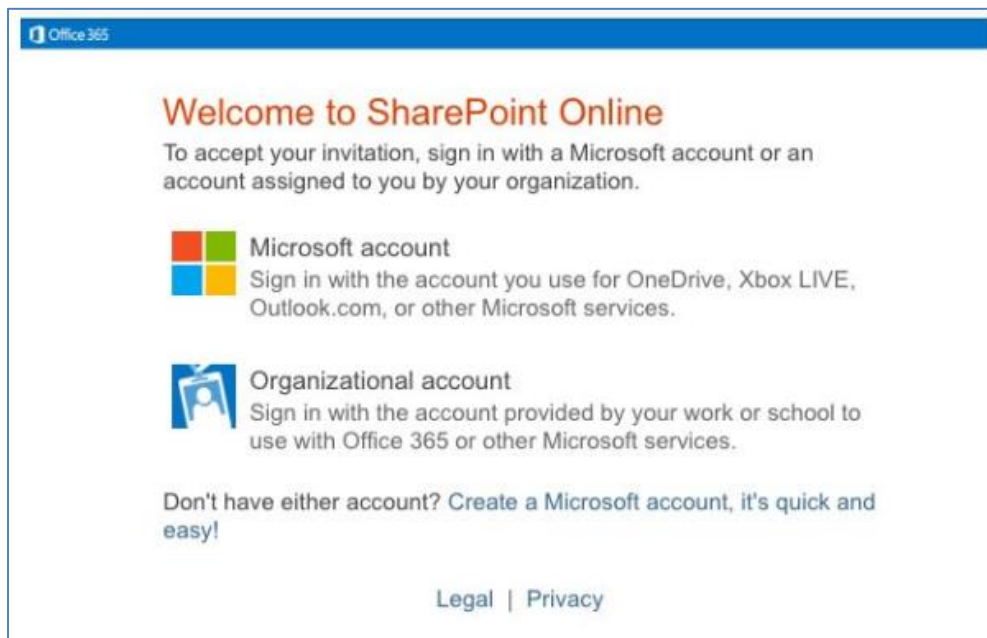 Office 365
Welcome to SharePoint Online
To accept your invitation, sign in with a Microsoft account or an
account assigned to you by your organization.
Microsoft account
Sign in with the account you use for OneDrive, Xbox LIVE,
Outlook.com, or other Microsoft services.
Organizational account
Sign in with the account provided by your work or school to
use with Office 365 or other Microsoft services.
Don't have either account? Create a Microsoft account, it's quick and
easy!
Legal | Privacy